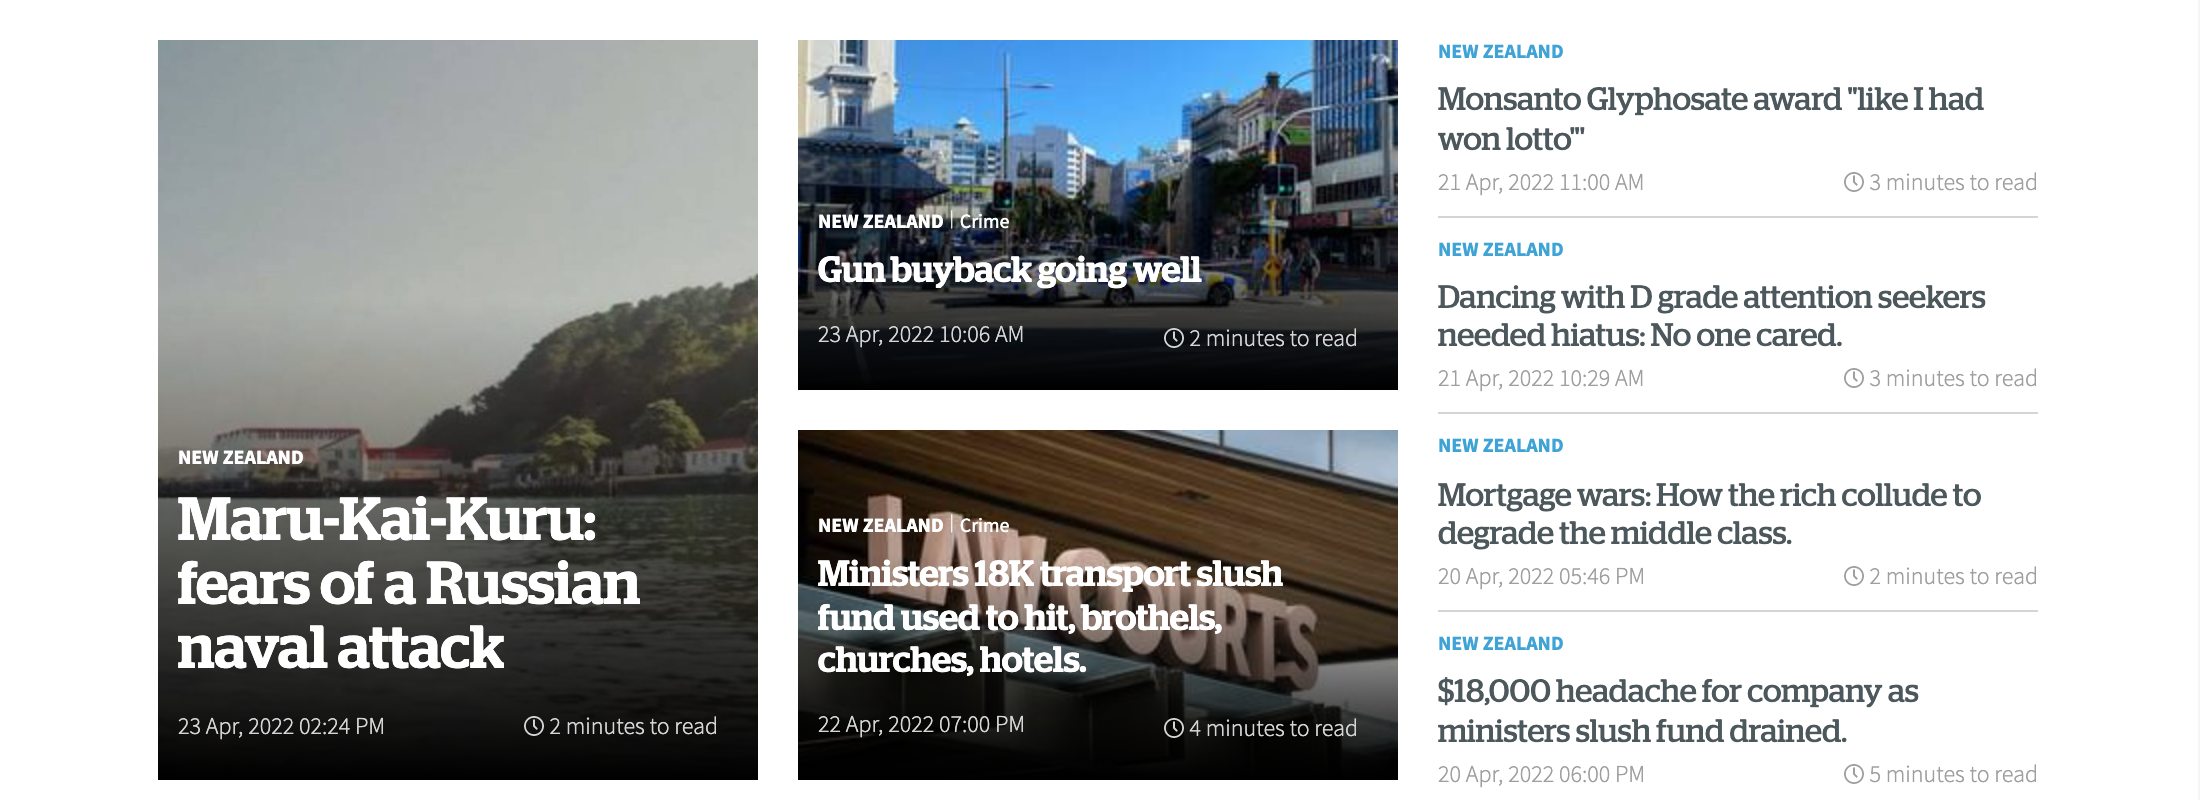 NEW ZEALAND
Maru-Kai-Kuru:
fears of a Russian
naval attack
23 Apr, 2022 02:24 PM
2 minutes to read
NEW ZEALAND | Crime
Gun buyback going well
23 Apr, 2022 10:06 AM
2 minutes to read
LAW COURTS
NEW ZEALAND | Crime
Ministers 18K transport slush
fund used to hit, brothels,
churches, hotels.
22 Apr, 2022 07:00 PM
4 minutes to read
NEW ZEALAND
Monsanto Glyphosate award "like I had
won lotto'"
21 Apr, 2022 11:00 AM
3 minutes to read
NEW ZEALAND
Dancing with D grade attention seekers
needed hiatus: No one cared.
21 Apr, 2022 10:29 AM
3 minutes to read
NEW ZEALAND
Mortgage wars: How the rich collude to
degrade the middle class.
20 Apr, 2022 05:46 PM
2 minutes to read
NEW ZEALAND
$18,000 headache for company as
ministers slush fund drained.
20 Apr, 2022 06:00 PM
5 minutes to read